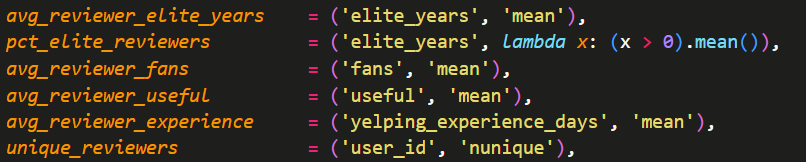 avg_reviewer_elite_years = ('elite_years', 'mean'),
pct_elite_reviewers = ('elite_years', lambda x: (x > 0).mean()),
avg_reviewer_fans = ('fans', 'mean'),
avg_reviewer_useful = ('useful', 'mean'),
avg_reviewer_experience = ('yelping_experience_days', 'mean'),
unique_reviewers = ('user_id', 'nunique'),